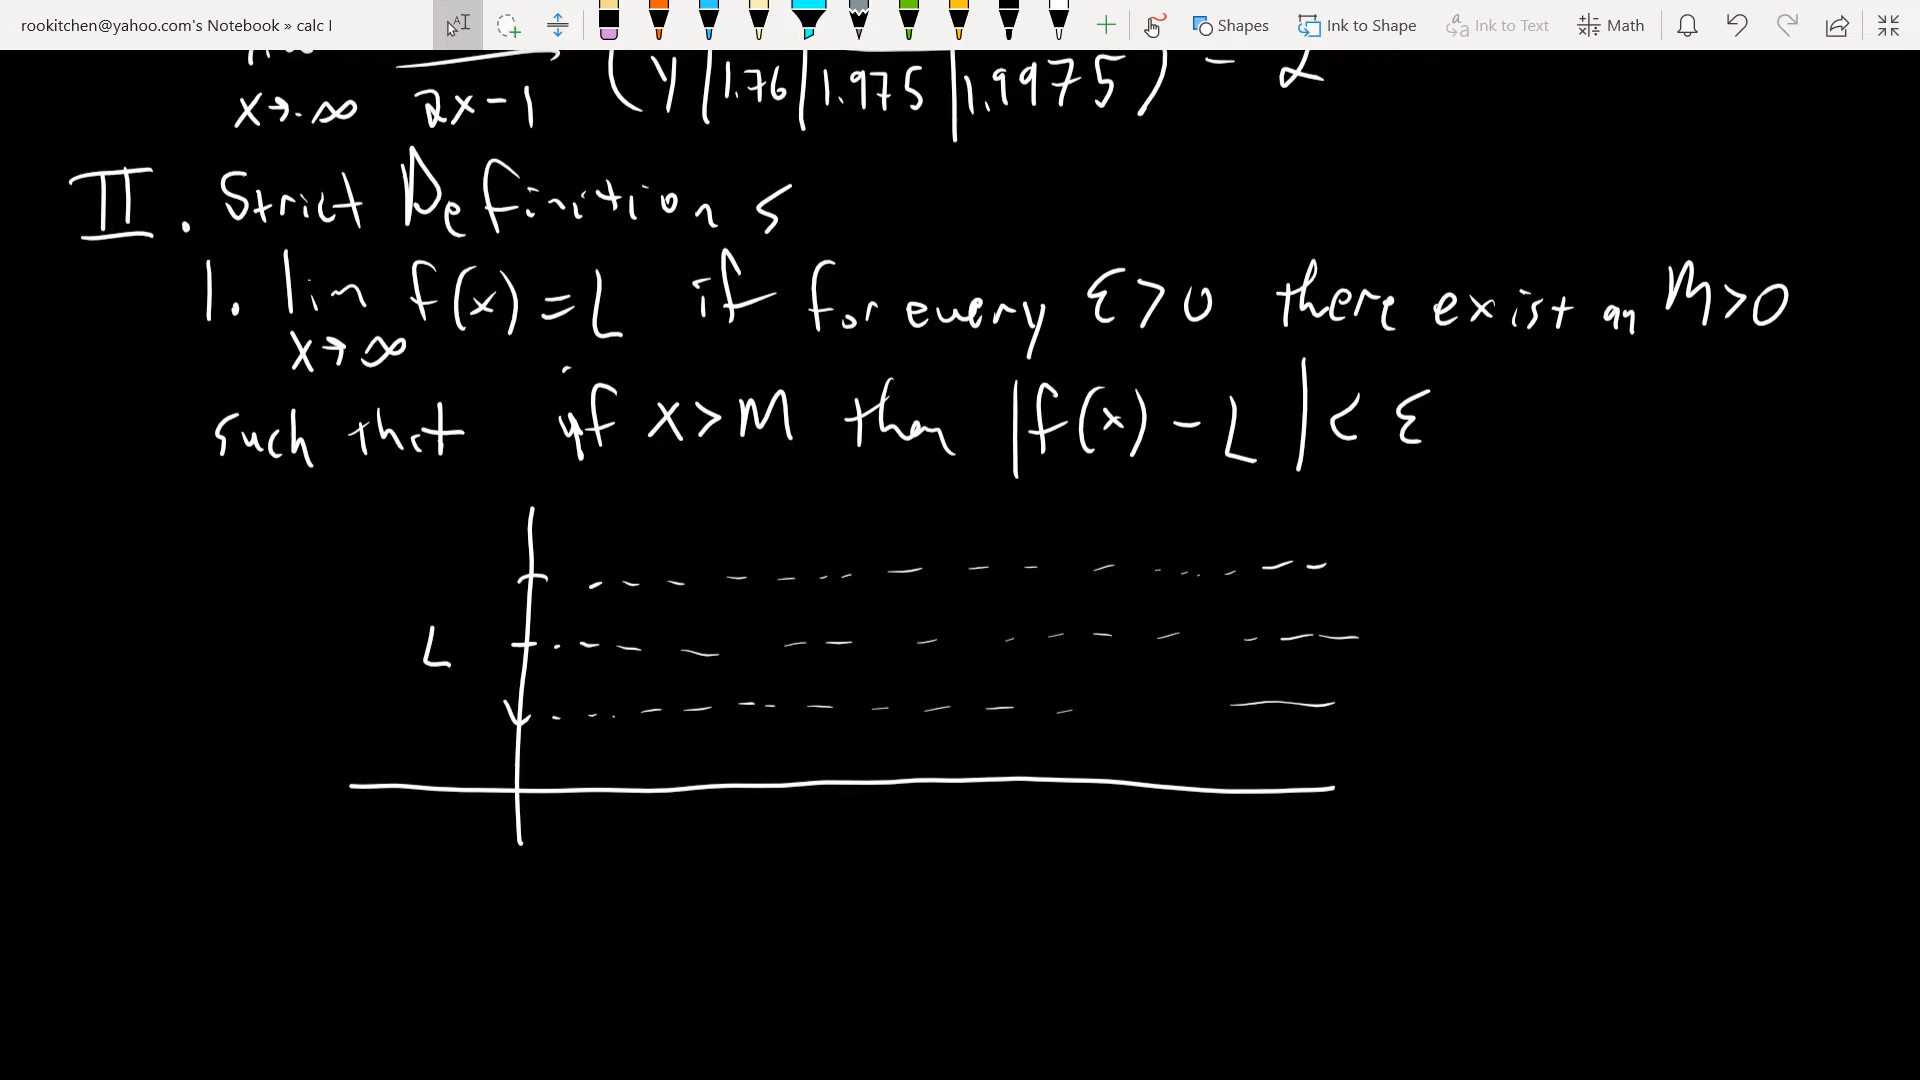 rookitchen@yahoo.com's Notebook » calc I
Shapes Ink to Shape Ink to Text Math
x→-∞ 2x-1 (y|1.76|1.975|1.9975) - 2
II. Strict Definitions
1. lim f(x) = L if for every ε>0 there exist an M>0
x→∞
such that if x>M then |f(x) - L| < ε
L